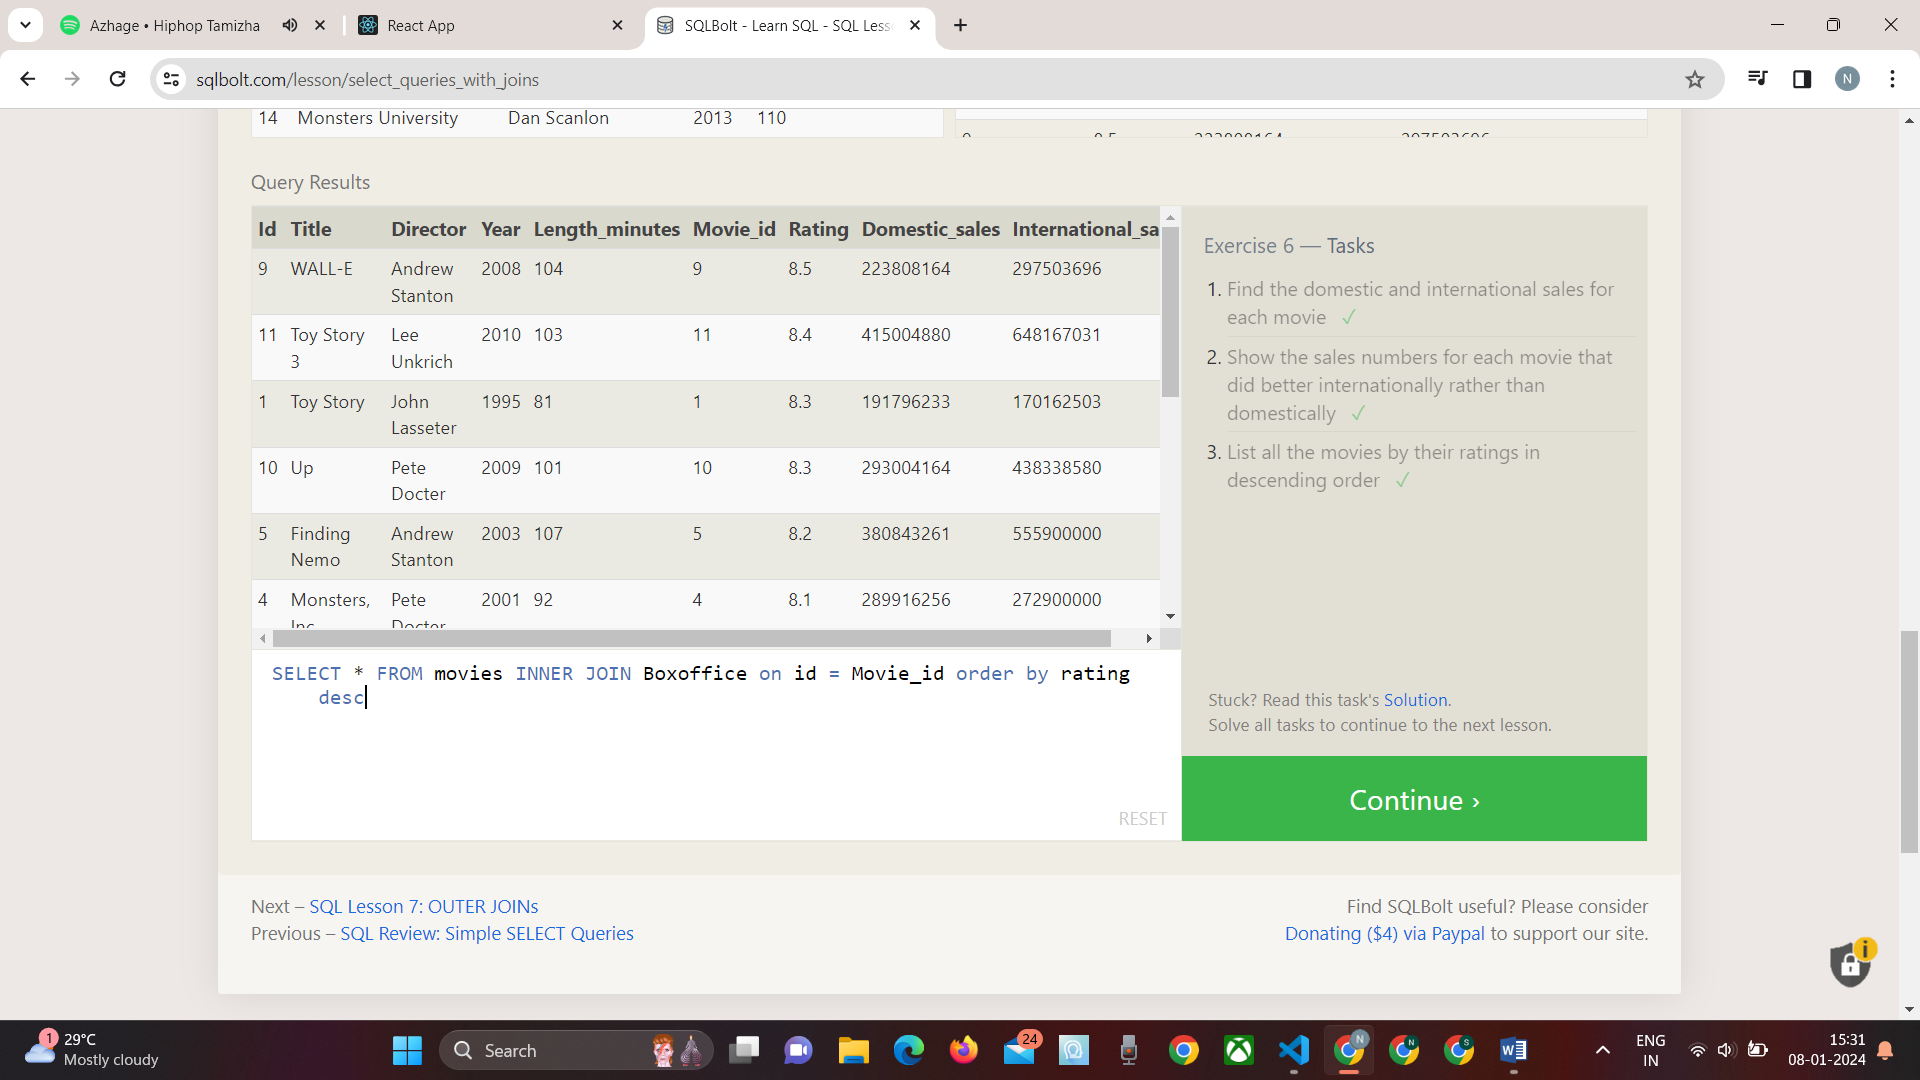 Azhage • Hiphop Tamizha
React App
SQLBolt - Learn SQL - SQL Less
sqlbolt.com/lesson/select_queries_with_joins
N
14 Monsters University Dan Scanlon 2013 110
9 8.5 223808164 297503696
Query Results
Id Title Director Year Length_minutes Movie_id Rating Domestic_sales International_sa
9 WALL-E Andrew Stanton 2008 104 9 8.5 223808164 297503696
11 Toy Story 3 Lee Unkrich 2010 103 11 8.4 415004880 648167031
1 Toy Story John Lasseter 1995 81 1 8.3 191796233 170162503
10 Up Pete Docter 2009 101 10 8.3 293004164 438338580
5 Finding Nemo Andrew Stanton 2003 107 5 8.2 380843261 555900000
4 Monsters, Inc. Pete Docter 2001 92 4 8.1 289916256 272900000
SELECT * FROM movies INNER JOIN Boxoffice on id = Movie_id order by rating
desc
RESET
Exercise 6 — Tasks
1. Find the domestic and international sales for
each movie ✓
2. Show the sales numbers for each movie that
did better internationally rather than
domestically ✓
3. List all the movies by their ratings in
descending order ✓
Stuck? Read this task's Solution.
Solve all tasks to continue to the next lesson.
Continue ›
Next – SQL Lesson 7: OUTER JOINs
Previous – SQL Review: Simple SELECT Queries
Find SQLBolt useful? Please consider
Donating ($4) via Paypal to support our site.
1
29°C
Mostly cloudy
Search
24
N
N
S
ENG
IN
15:31
08-01-2024